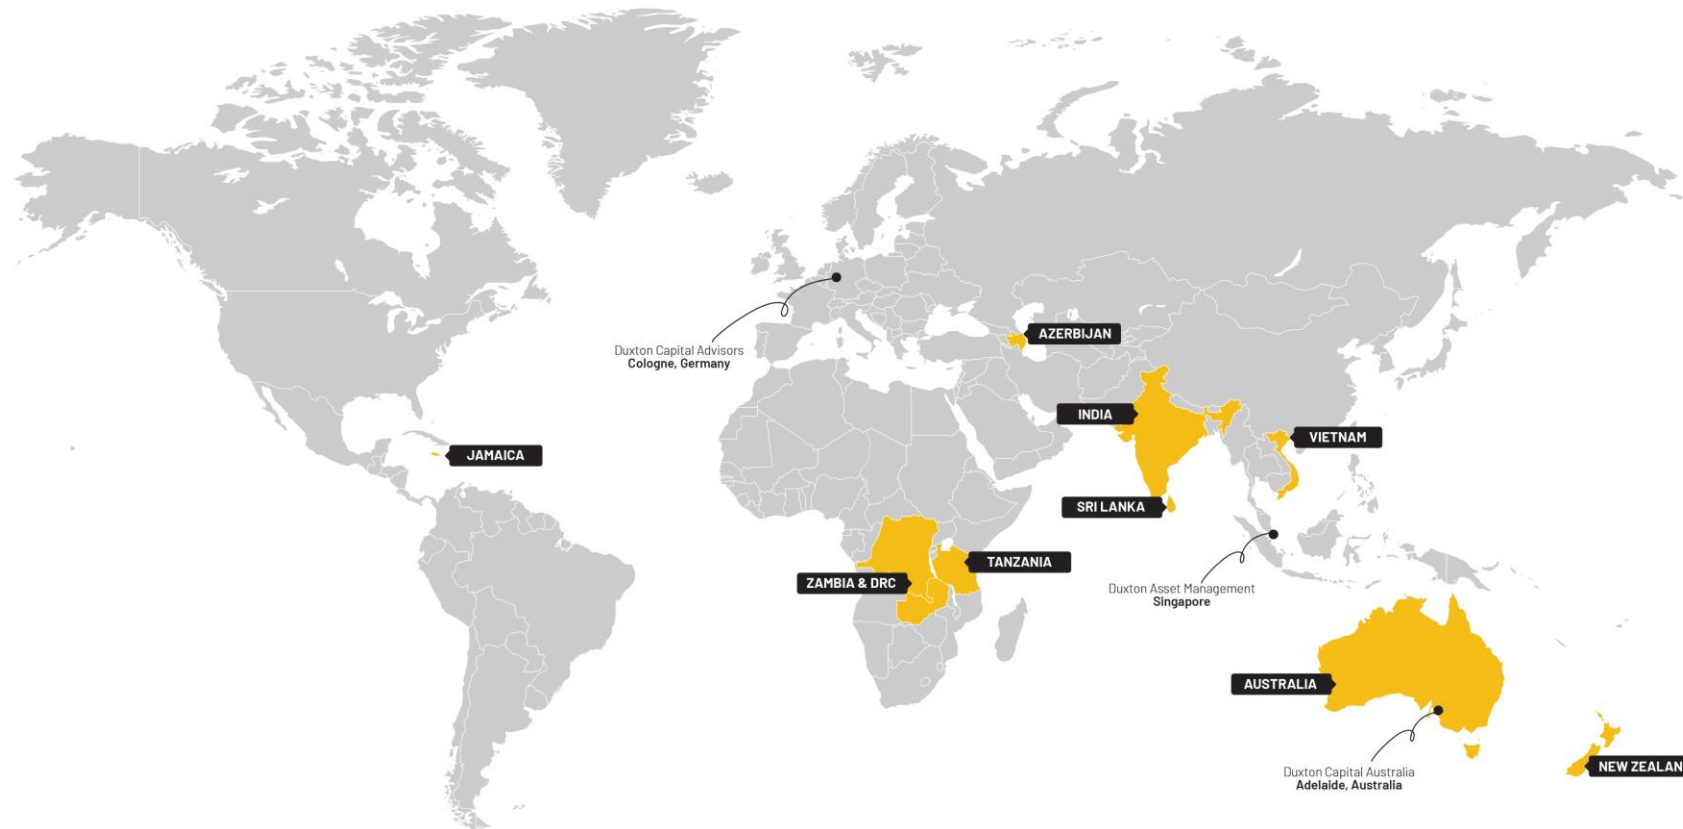 Duxton Capital Advisors
Cologne, Germany
AZERBIJAN
INDIA
VIETNAM
JAMAICA
SRI LANKA
TANZANIA
ZAMBIA & DRC
Duxton Asset Management
Singapore
AUSTRALIA
Duxton Capital Australia
Adelaide, Australia
NEW ZEALAN